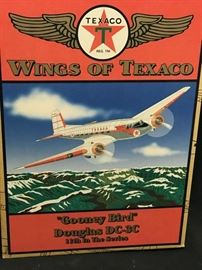 TEXACO
T
REG. T.M.
WINGS OF TEXACO
"Gooney Bird"
Douglas DC-3C
11th In The Series